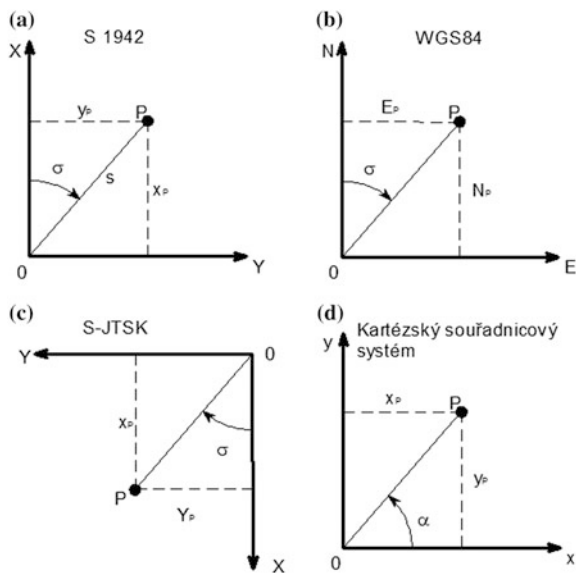 (a)
S 1942
X
yₚ
P
σ
s
xₚ
0
Y
(b)
WGS84
N
Eₚ
P
σ
Nₚ
0
E
(c)
S-JTSK
Y
0
xₚ
σ
P
Yₚ
X
(d)
Kartézský souřadnicový
systém
y
xₚ
P
yₚ
α
0
x